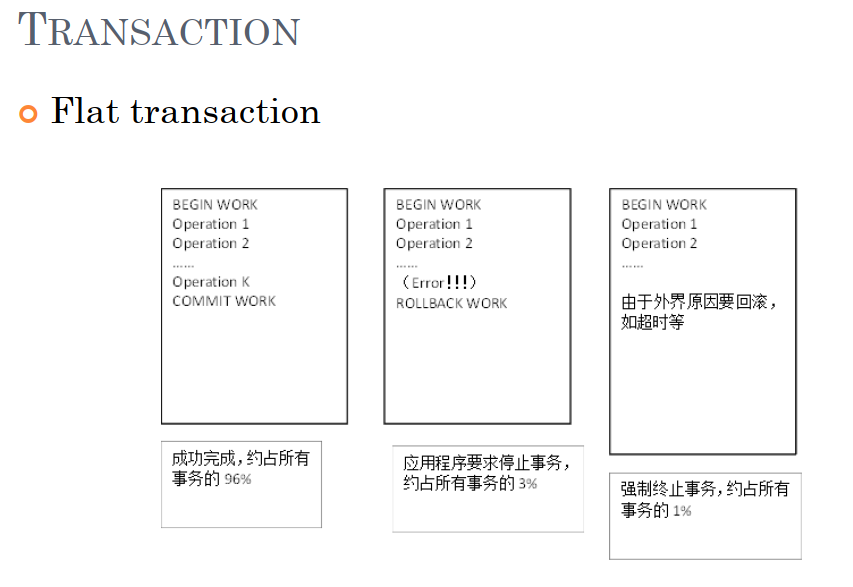 TRANSACTION
Flat transaction
BEGIN WORK
Operation 1
Operation 2
……
Operation K
COMMIT WORK
成功完成，约占所有
事务的 96%
BEGIN WORK
Operation 1
Operation 2
……
（Error!!!）
ROLLBACK WORK
应用程序要求停止事务，
约占所有事务的 3%
BEGIN WORK
Operation 1
Operation 2
……
由于外界原因要回滚，
如超时等
强制终止事务，约占所有
事务的 1%